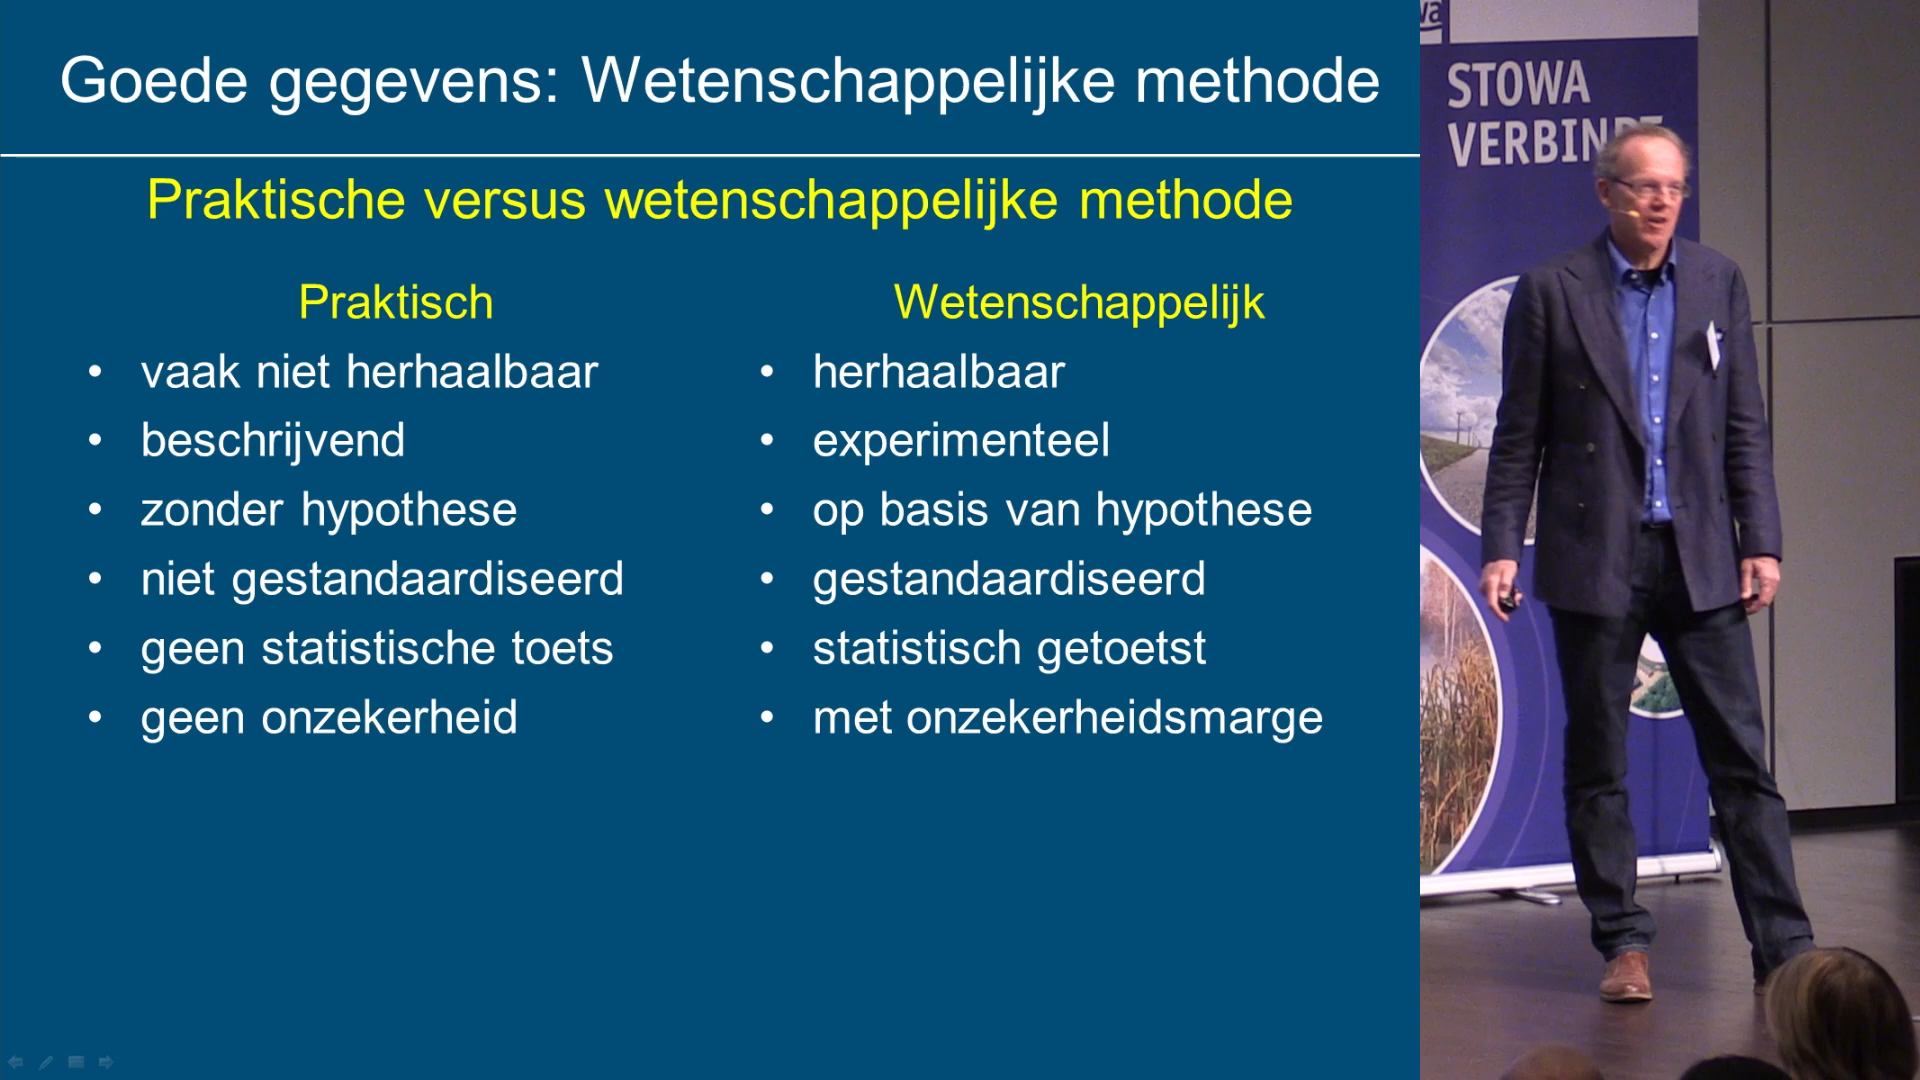 Goede gegevens: Wetenschappelijke methode
Praktische versus wetenschappelijke methode
Praktisch
• vaak niet herhaalbaar
• beschrijvend
• zonder hypothese
• niet gestandaardiseerd
• geen statistische toets
• geen onzekerheid
Wetenschappelijk
• herhaalbaar
• experimenteel
• op basis van hypothese
• gestandaardiseerd
• statistisch getoetst
• met onzekerheidsmarge
STOWA